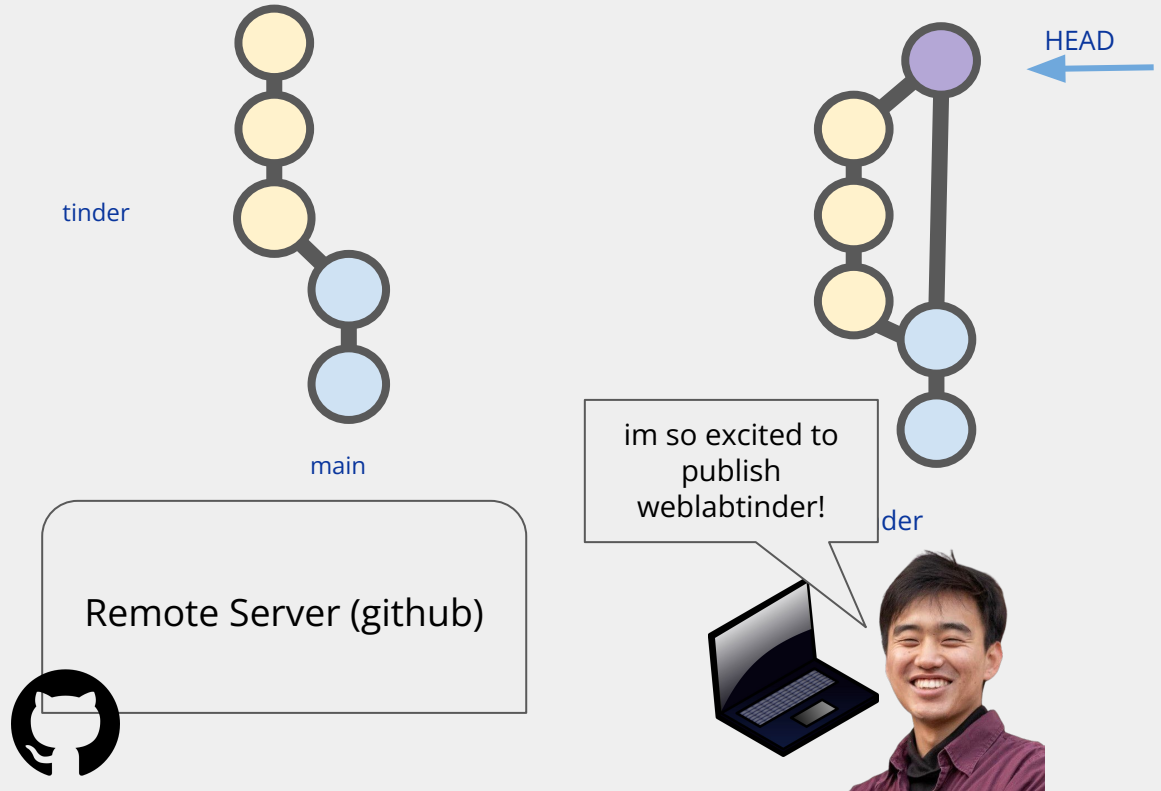 HEAD
tinder
main
im so excited to
publish
weblabtinder!
der
Remote Server (github)